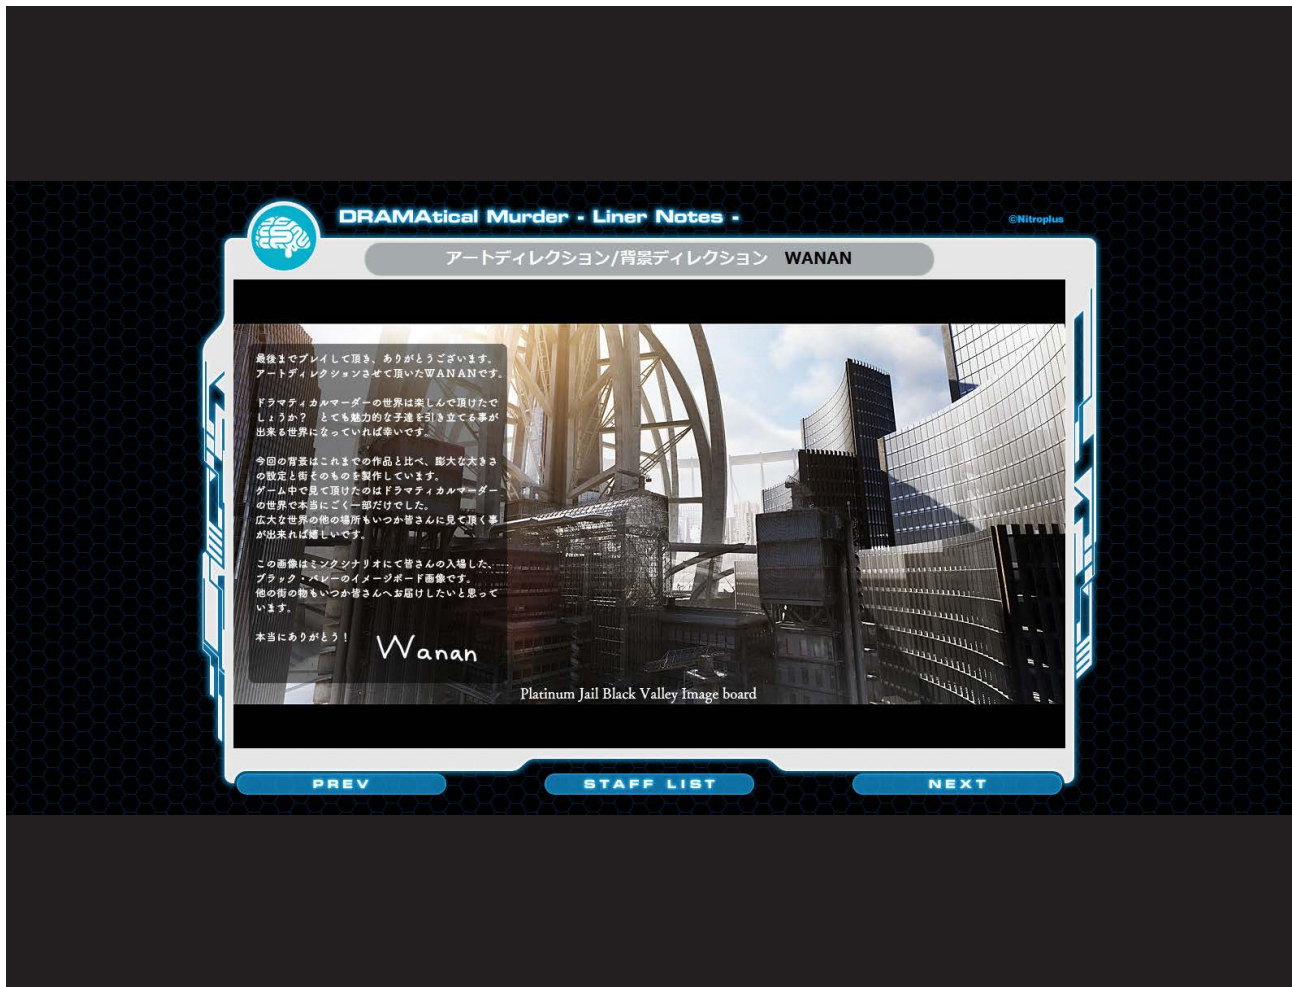 DRAMAtical Murder - Liner Notes -
©Nitroplus
アートディレクション/背景ディレクション WANAN
最後までプレイして頂き、ありがとうございます。
アートディレクションさせて頂いたWANANです。
ドラマティカルマーダーの世界は楽しんで頂けたで
しょうか？ とても魅力的な子達を引き立てる事が
出来る世界になっていれば幸いです。
今回の背景はこれまでの作品と比べ、膨大な大きさ
の設定と街そのものを製作しています。
ゲーム中で見て頂けたのはドラマティカルマーダー
の世界で本当にごく一部だけでした。
広大な世界の他の場所もいつか皆さんに見て頂く事
が出来れば嬉しいです。
この画像はミンクシナリオにて皆さんの入場した、
ブラック・バレーのイメージボード画像です。
他の街の物もいつか皆さんへお届けしたいと思って
います。
本当にありがとう！
Wanan
Platinum Jail Black Valley Image board
PREV
STAFF LIST
NEXT